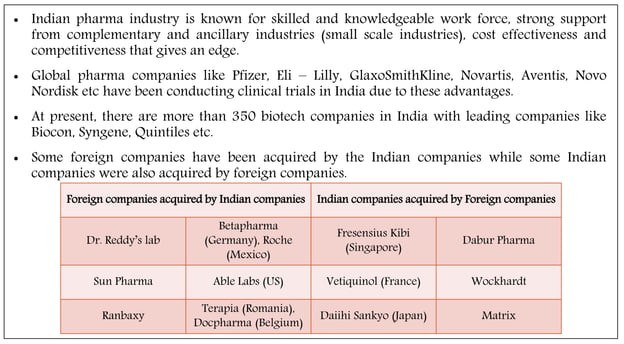 • Indian pharma industry is known for skilled and knowledgeable work force, strong support
from complementary and ancillary industries (small scale industries), cost effectiveness and
competitiveness that gives an edge.
• Global pharma companies like Pfizer, Eli – Lilly, GlaxoSmithKline, Novartis, Aventis, Novo
Nordisk etc have been conducting clinical trials in India due to these advantages.
• At present, there are more than 350 biotech companies in India with leading companies like
Biocon, Syngene, Quintiles etc.
• Some foreign companies have been acquired by the Indian companies while some Indian
companies were also acquired by foreign companies.
Foreign companies acquired by Indian companies Indian companies acquired by Foreign companies
Dr. Reddy's lab
Betapharma
(Germany), Roche
(Mexico)
Fresensius Kibi
(Singapore)
Dabur Pharma
Sun Pharma Able Labs (US) Vetiquinol (France) Wockhardt
Ranbaxy
Terapia (Romania),
Docpharma (Belgium)
Daiihi Sankyo (Japan) Matrix